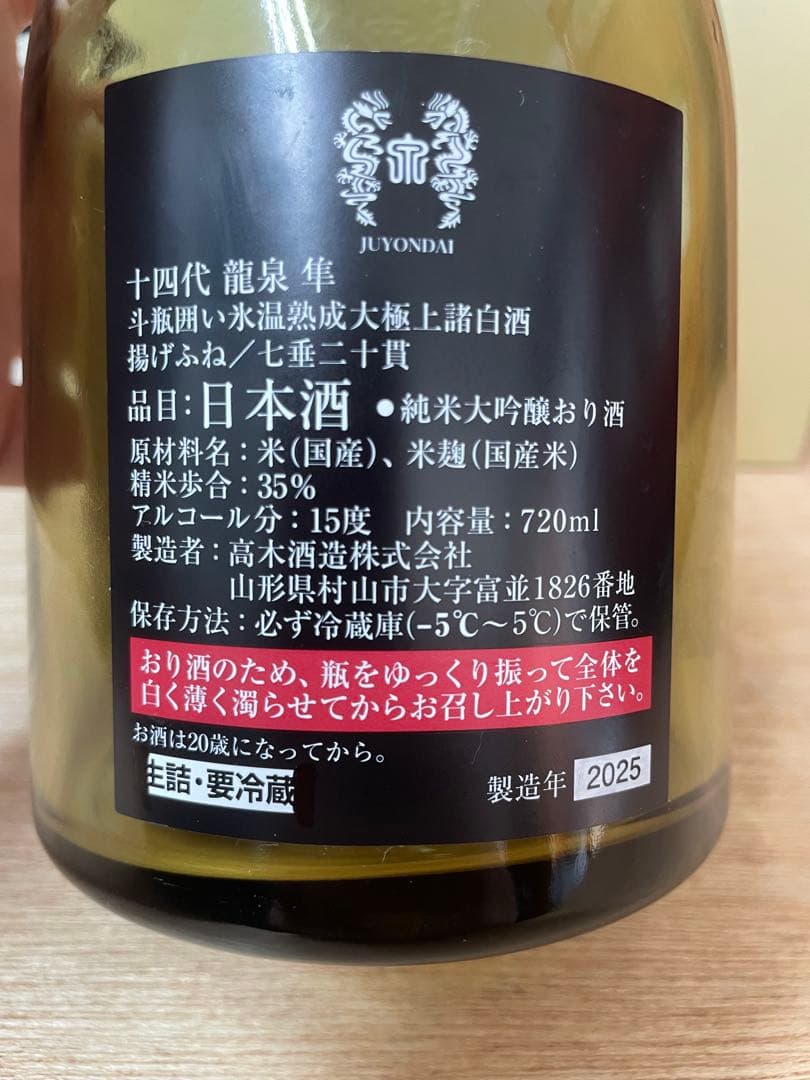 JUYONDAI
十四代 龍泉 隼
斗瓶囲い氷温熟成大極上諸白酒
揚げふね／七垂二十貫
品目：日本酒 ●純米大吟醸おり酒
原材料名：米（国産）、米麹（国産米）
精米歩合：35%
アルコール分：15度 内容量：720ml
製造者：高木酒造株式会社
山形県村山市大字富並1826番地
保存方法：必ず冷蔵庫(-5℃〜5℃)で保管。
おり酒のため、瓶をゆっくり振って全体を
白く薄く濁らせてからお召し上がり下さい。
お酒は20歳になってから。
生詰・要冷蔵
製造年 2025